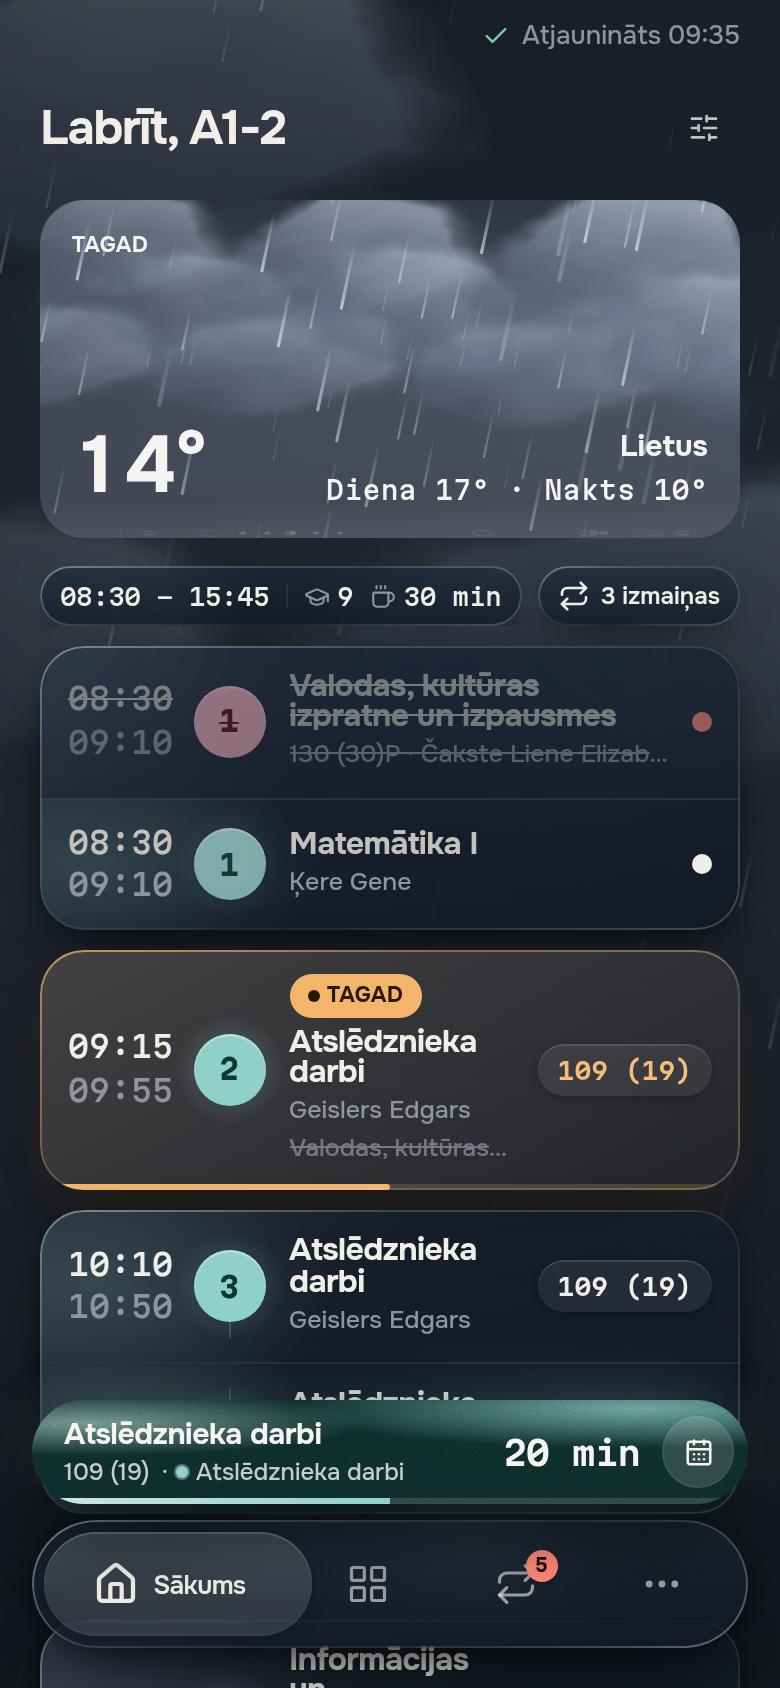 Atjaunināts 09:35
Labrīt, A1-2
TAGAD
14°
Lietus
Diena 17° · Nakts 10°
08:30 – 15:45 9 30 min 3 izmaiņas
08:30
09:10
1
Valodas, kultūras
izpratne un izpausmes
130 (30)P · Čakste Liene Elizab...
08:30
09:10
1
Matemātika I
Ķere Gene
TAGAD
09:15
09:55
2
Atslēdznieka
darbi
Geislers Edgars
Valodas, kultūras...
109 (19)
10:10
10:50
3
Atslēdznieka
darbi
Geislers Edgars
109 (19)
Atslēdznieka
Atslēdznieka darbi
109 (19) · Atslēdznieka darbi
20 min
Sākums
5
Informācijas
un